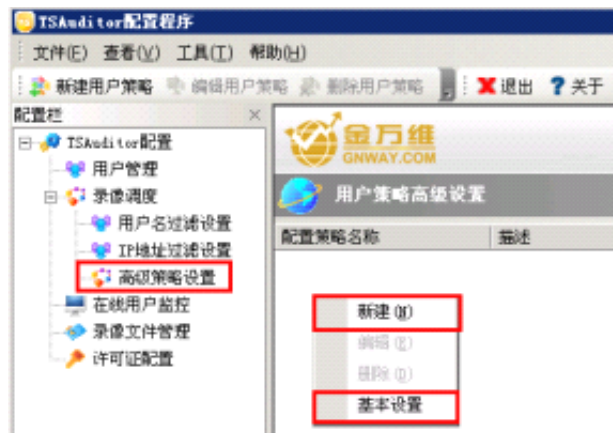 TSAuditor配置程序
文件(F) 查看(V) 工具(T) 帮助(H)
新建用户策略 编辑用户策略 删除用户策略 退出 ? 关于
配置栏 ×
TSAuditor配置
用户管理
录像调度
用户名过滤设置
IP地址过滤设置
高级策略设置
在线用户监控
录像文件管理
许可证配置
金万维
GNWAY.COM
用户策略高级设置
配置策略名称 描述
新建(N)
编辑(E)
删除(D)
基本设置